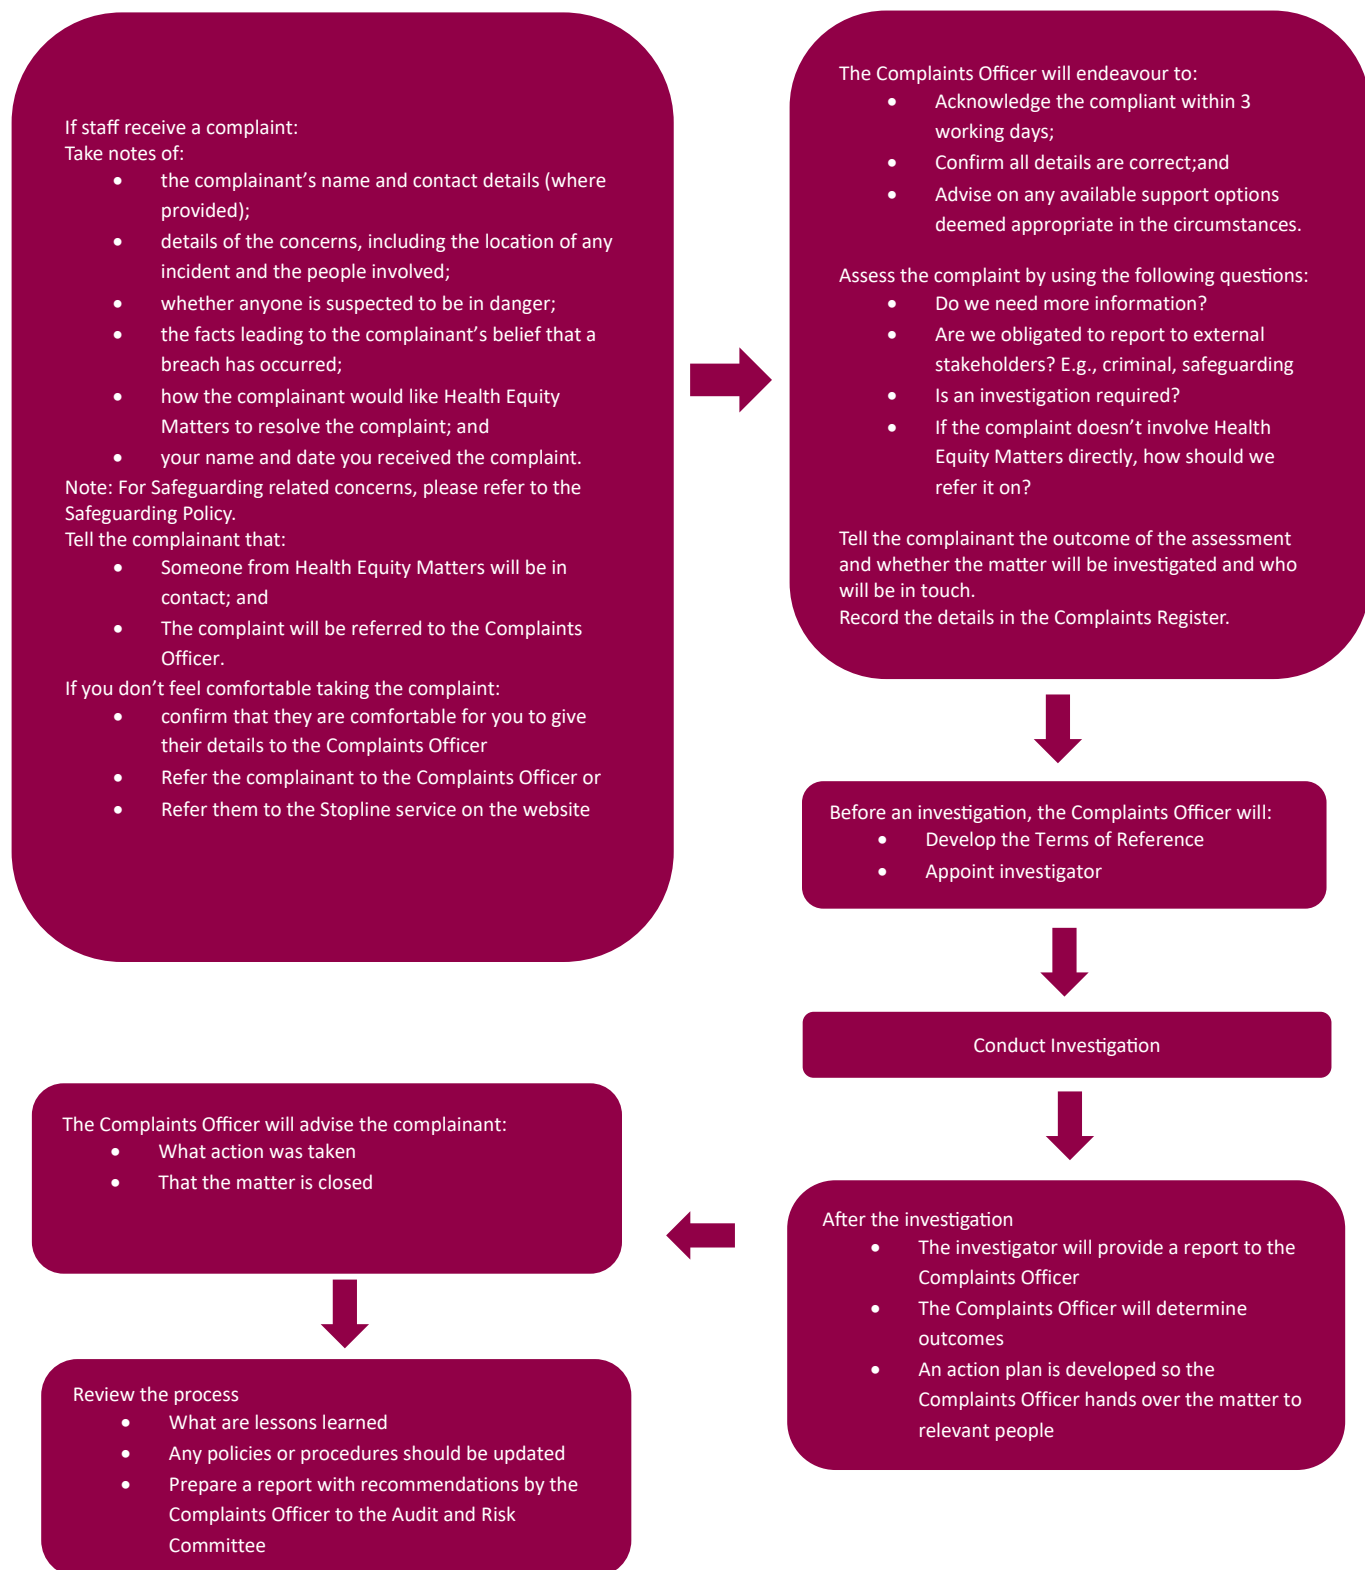 If staff receive a complaint:
Take notes of:
• the complainant’s name and contact details (where
provided);
• details of the concerns, including the location of any
incident and the people involved;
• whether anyone is suspected to be in danger;
• the facts leading to the complainant’s belief that a
breach has occurred;
• how the complainant would like Health Equity
Matters to resolve the complaint; and
• your name and date you received the complaint.
Note: For Safeguarding related concerns, please refer to the
Safeguarding Policy.
Tell the complainant that:
• Someone from Health Equity Matters will be in
contact; and
• The complaint will be referred to the Complaints
Officer.
If you don’t feel comfortable taking the complaint:
• confirm that they are comfortable for you to give
their details to the Complaints Officer
• Refer the complainant to the Complaints Officer or
• Refer them to the Stopline service on the website
The Complaints Officer will endeavour to:
• Acknowledge the compliant within 3
working days;
• Confirm all details are correct;and
• Advise on any available support options
deemed appropriate in the circumstances.
Assess the complaint by using the following questions:
• Do we need more information?
• Are we obligated to report to external
stakeholders? E.g., criminal, safeguarding
• Is an investigation required?
• If the complaint doesn’t involve Health
Equity Matters directly, how should we
refer it on?
Tell the complainant the outcome of the assessment
and whether the matter will be investigated and who
will be in touch.
Record the details in the Complaints Register.
Before an investigation, the Complaints Officer will:
• Develop the Terms of Reference
• Appoint investigator
Conduct Investigation
After the investigation
• The investigator will provide a report to the
Complaints Officer
• The Complaints Officer will determine
outcomes
• An action plan is developed so the
Complaints Officer hands over the matter to
relevant people
The Complaints Officer will advise the complainant:
• What action was taken
• That the matter is closed
Review the process
• What are lessons learned
• Any policies or procedures should be updated
• Prepare a report with recommendations by the
Complaints Officer to the Audit and Risk
Committee